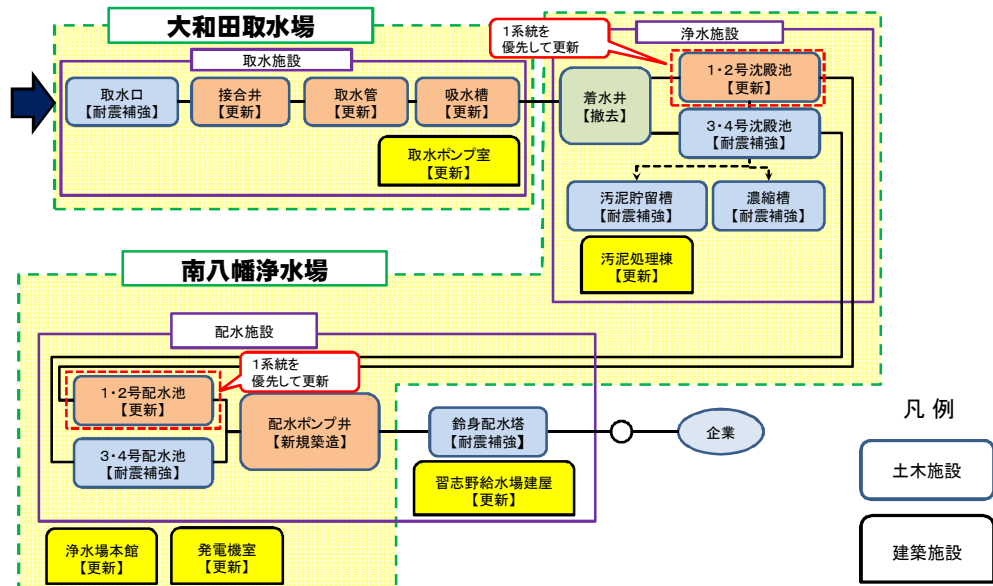 大和田取水場
取水施設
取水口
【耐震補強】
接合井
【更新】
取水管
【更新】
吸水槽
【更新】
取水ポンプ室
【更新】
1系統を
優先して更新
浄水施設
着水井
【撤去】
1・2号沈殿池
【更新】
3・4号沈殿池
【耐震補強】
汚泥貯留槽
【耐震補強】
濃縮槽
【耐震補強】
汚泥処理棟
【更新】
南八幡浄水場
配水施設
1系統を
優先して更新
1・2号配水池
【更新】
3・4号配水池
【耐震補強】
配水ポンプ井
【新規築造】
鈴身配水塔
【耐震補強】
企業
習志野給水場建屋
【更新】
浄水場本館
【更新】
発電機室
【更新】
凡 例
土木施設
建築施設